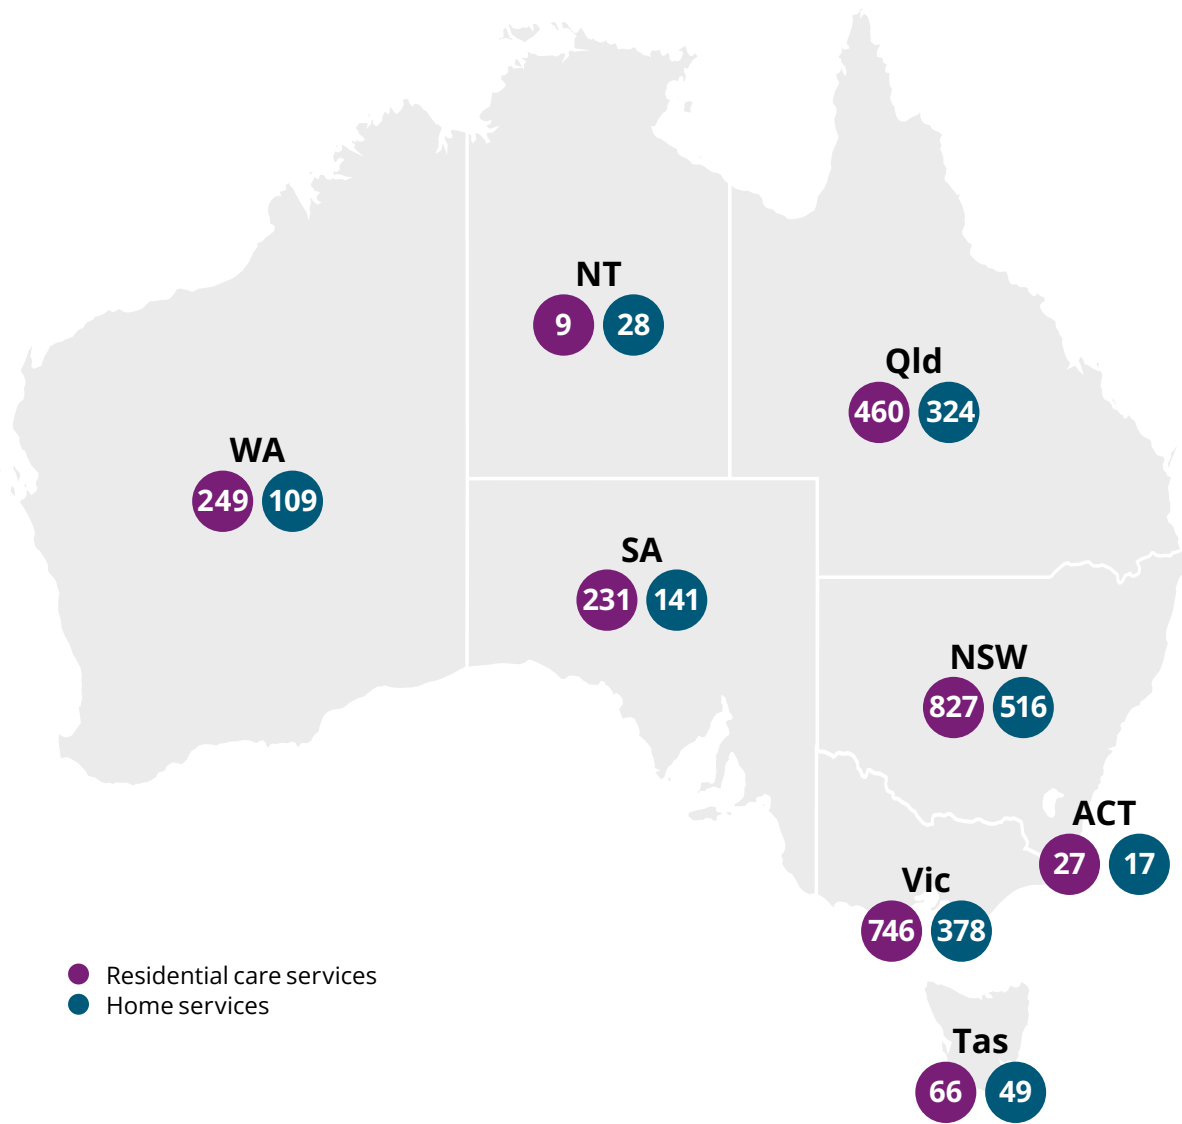 NT
9 28
Qld
460 324
WA
249 109
SA
231 141
NSW
827 516
ACT
27 17
Vic
746 378
Residential care services
Home services
Tas
66 49